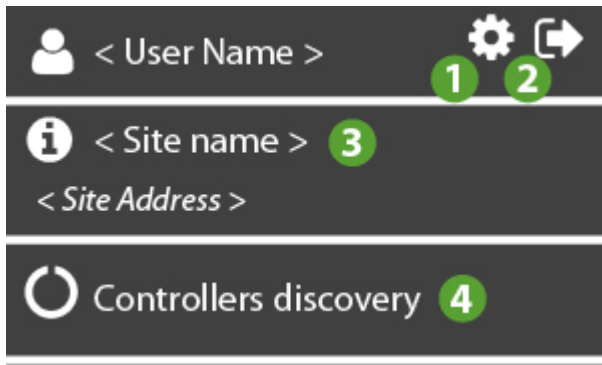 < User Name >
1 2
< Site name > 3
< Site Address >
Controllers discovery 4